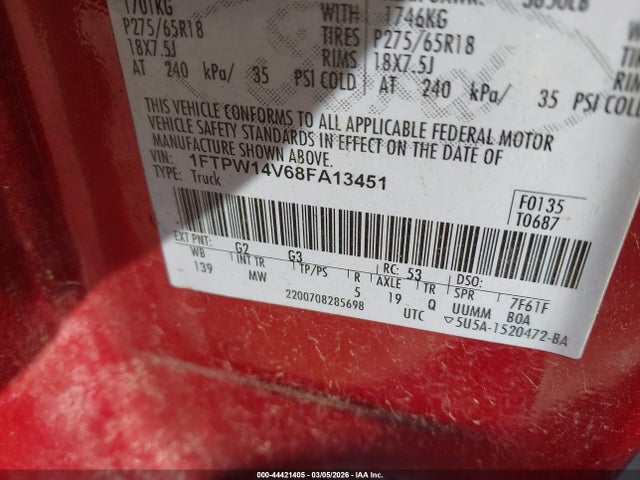 1701KG WITH 1746KG
P275/65R18 TIRES P275/65R18
18X7.5J RIMS 18X7.5J RIMS
AT 240 kPa/ 35 PSI COLD AT 240 kPa/ 35 PSI COLD
THIS VEHICLE CONFORMS TO ALL APPLICABLE FEDERAL MOTOR
VEHICLE SAFETY STANDARDS IN EFFECT ON THE DATE OF
MANUFACTURE SHOWN ABOVE.
VIN: 1FTPW14V68FA13451
TYPE: Truck
F0135
T0687
EXT PNT: G2 G3 RC: 53 DSO:
WB INT TR TP/PS R AXLE TR SPR
139 MW 5 19 Q UUMM 7F61F
B0A
2200708285698 UTC ▽5U5A-1520472-BA
000-44421405 - 03/05/2026 - IAA Inc.